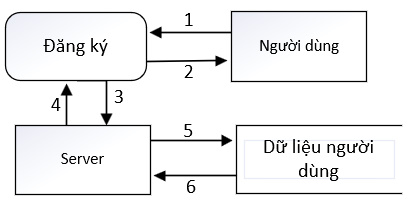 1
Đăng ký
Người dùng
2
4
3
5
Server
Dữ liệu người
dùng
6